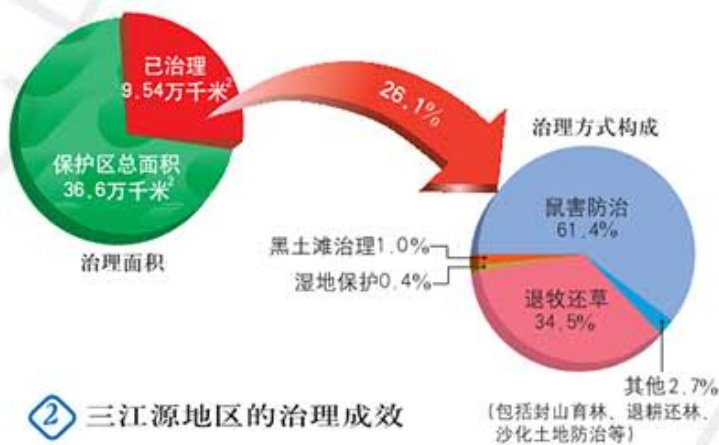 已治理
9.54万千米²
保护区总面积
36.6万千米²
治理面积
26.1%
治理方式构成
鼠害防治
61.4%
黑土滩治理1.0%
湿地保护0.4%
退牧还草
34.5%
其他2.7%
(包括封山育林、退耕还林、
沙化土地防治等)
2 三江源地区的治理成效